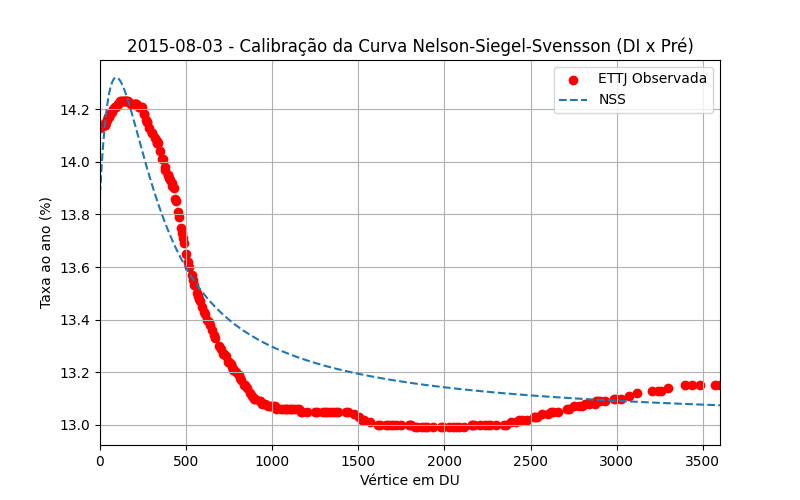 2015-08-03 - Calibração da Curva Nelson-Siegel-Svensson (DI x Pré)
ETTJ Observada
NSS
Taxa ao ano (%)
14.2
14.0
13.8
13.6
13.4
13.2
13.0
0 500 1000 1500 2000 2500 3000 3500
Vértice em DU